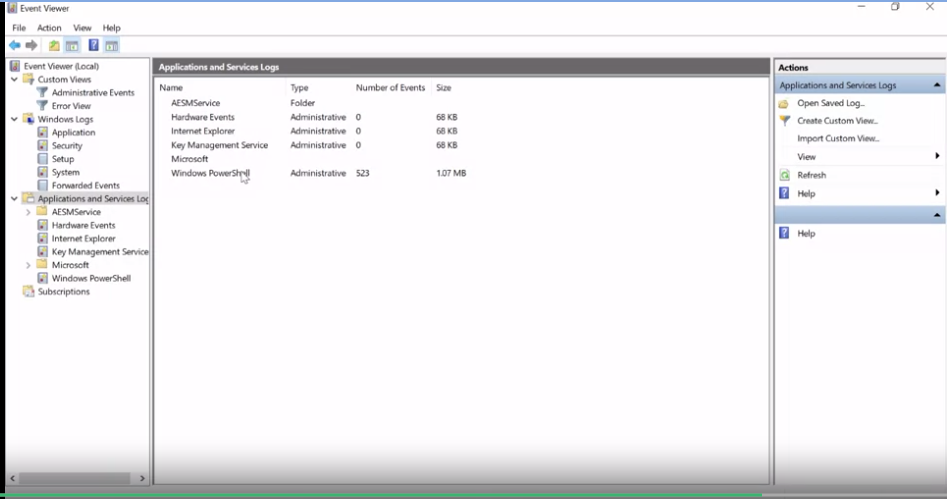 Event Viewer
File Action View Help
Event Viewer (Local)
Custom Views
Administrative Events
Error View
Windows Logs
Application
Security
Setup
System
Forwarded Events
Applications and Services Log
AESMService
Hardware Events
Internet Explorer
Key Management Service
Microsoft
Windows PowerShell
Subscriptions
Applications and Services Logs
Name Type Number of Events Size
AESMService Folder
Hardware Events Administrative 0 68 KB
Internet Explorer Administrative 0 68 KB
Key Management Service Administrative 0 68 KB
Microsoft
Windows PowerShell Administrative 523 1.07 MB
Actions
Applications and Services Logs
Open Saved Log...
Create Custom View...
Import Custom View...
View
Refresh
Help
Help